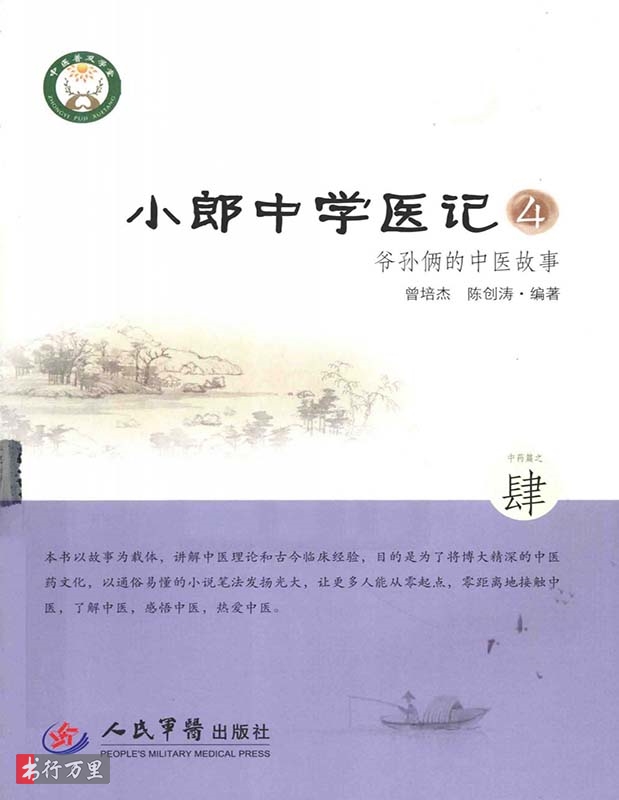 中医普及学堂
ZHONGYI PUJI XUETANG
小郎中学医记 4
爷孙俩的中医故事
曾培杰 陈创涛·编著
中药篇之
肆
本书以故事为载体，讲解中医理论和古今临床经验，目的是为了将博大精深的中医
药文化，以通俗易懂的小说笔法发扬光大，让更多人能从零起点，零距离地接触中
医，了解中医，感悟中医，热爱中医。
人民軍醫出版社
PEOPLE'S MILITARY MEDICAL PRESS
书行万里